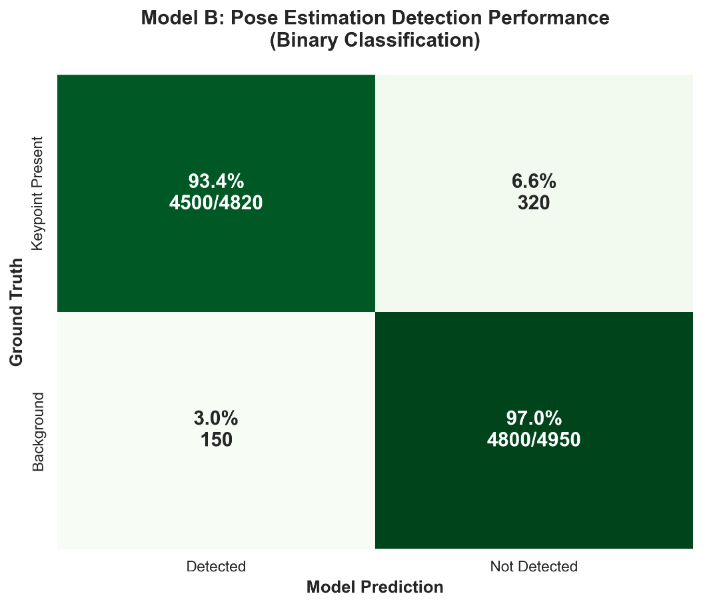 Model B: Pose Estimation Detection Performance
(Binary Classification)
Keypoint Present
93.4%
4500/4820
6.6%
320
Ground Truth
Background
3.0%
150
97.0%
4800/4950
Detected
Not Detected
Model Prediction